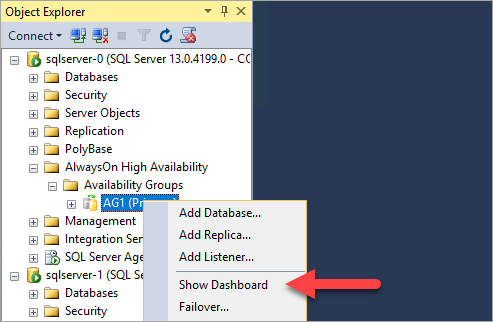 Object Explorer
Connect
sqlserver-0 (SQL Server 13.0.4199.0 - CO
Databases
Security
Server Objects
Replication
PolyBase
AlwaysOn High Availability
Availability Groups
AG1 (Pri
Add Database...
Management
Add Replica...
Integration Ser
Add Listener...
SQL Server Age
sqlserver-1 (SQL Se
Show Dashboard
Databases
Failover...
Security